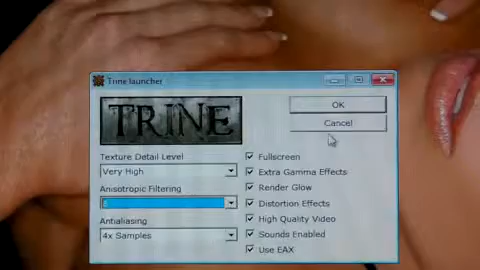 Trine launcher
TRINE
OK
Cancel
Texture Detail Level
Very High
Anisotropic Filtering
Antialiasing
4x Samples
Fullscreen
Extra Gamma Effects
Render Glow
Distortion Effects
High Quality Video
Sounds Enabled
Use EAX